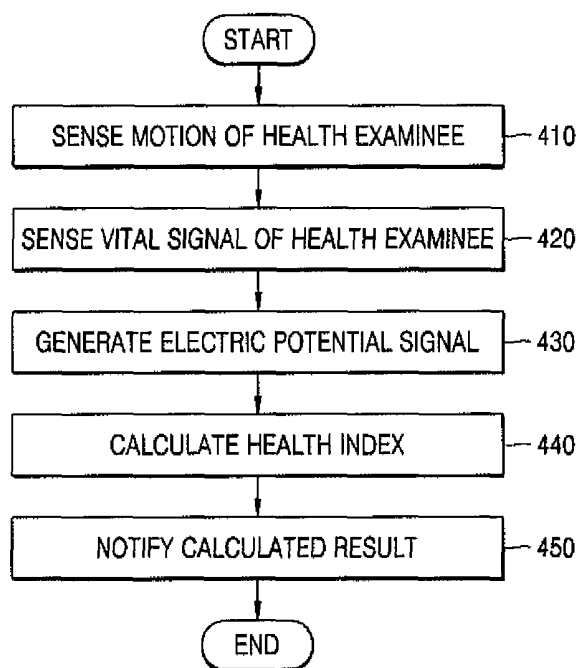 START
SENSE MOTION OF HEALTH EXAMINEE 410
SENSE VITAL SIGNAL OF HEALTH EXAMINEE 420
GENERATE ELECTRIC POTENTIAL SIGNAL 430
CALCULATE HEALTH INDEX 440
NOTIFY CALCULATED RESULT 450
END